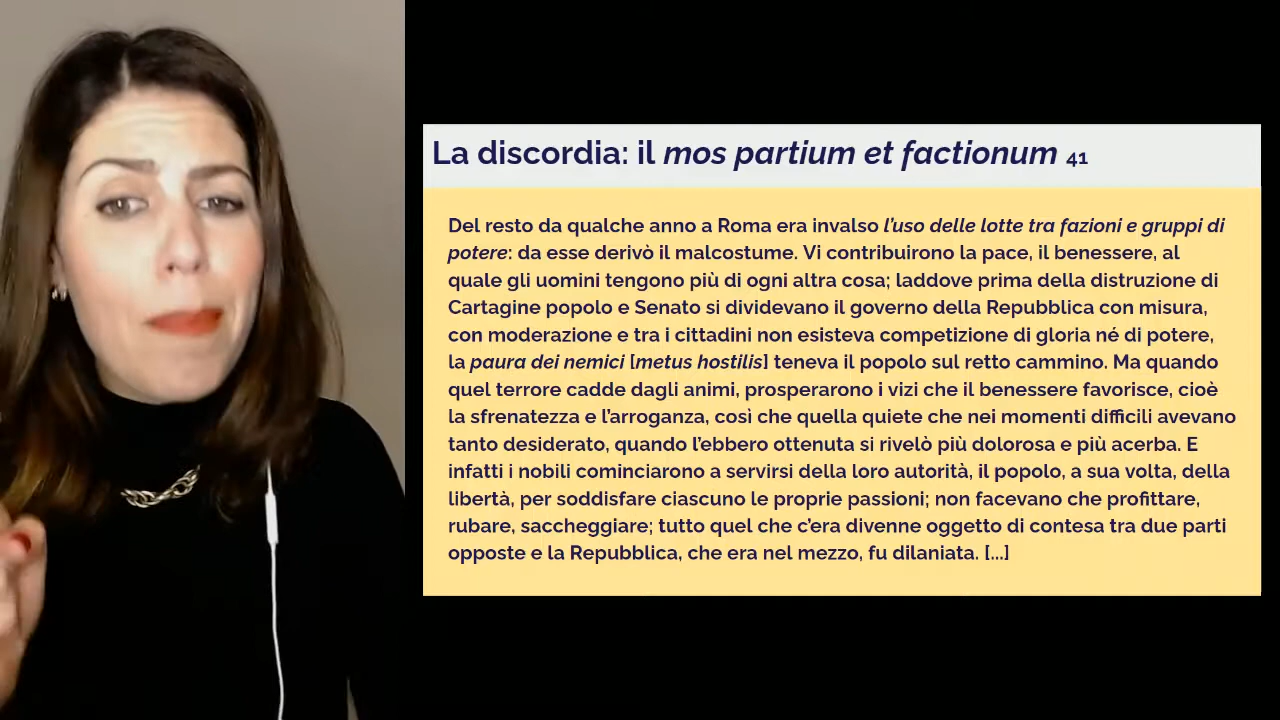 La discordia: il mos partium et factionum 41
Del resto da qualche anno a Roma era invalso l'uso delle lotte tra fazioni e gruppi di
potere: da esse derivò il malcostume. Vi contribuirono la pace, il benessere, al
quale gli uomini tengono più di ogni altra cosa; laddove prima della distruzione di
Cartagine popolo e Senato si dividevano il governo della Repubblica con misura,
con moderazione e tra i cittadini non esisteva competizione di gloria né di potere,
la paura dei nemici [metus hostilis] teneva il popolo sul retto cammino. Ma quando
quel terrore cadde dagli animi, prosperarono i vizi che il benessere favorisce, cioè
la sfrenatezza e l'arroganza, così che quella quiete che nei momenti difficili avevano
tanto desiderato, quando l'ebbero ottenuta si rivelò più dolorosa e più acerba. E
infatti i nobili cominciarono a servirsi della loro autorità, il popolo, a sua volta, della
libertà, per soddisfare ciascuno le proprie passioni; non facevano che profittare,
rubare, saccheggiare; tutto quel che c'era divenne oggetto di contesa tra due parti
opposte e la Repubblica, che era nel mezzo, fu dilaniata. [...]